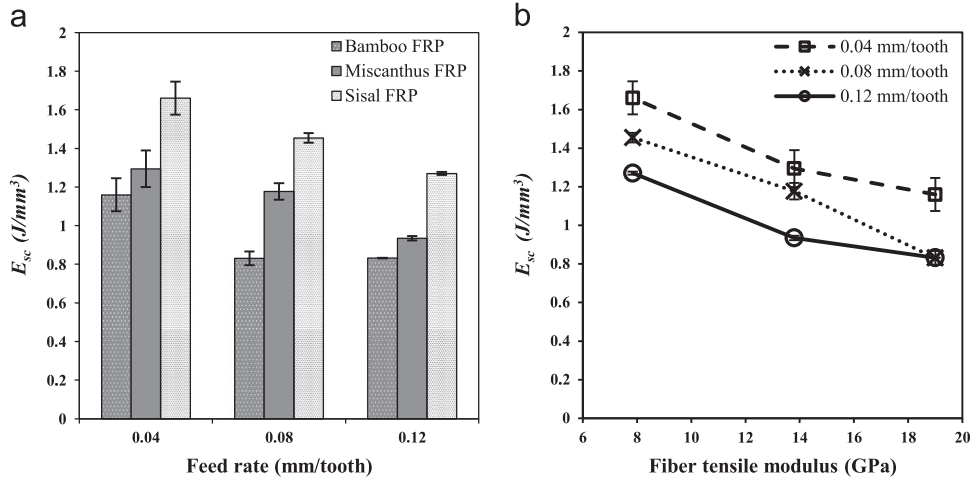 a
2
1.8
1.6
1.4
1.2
1
0.8
0.6
0.4
0.2
0
E_sc (J/mm³)
Bamboo FRP
Miscanthus FRP
Sisal FRP
0.04
0.08
0.12
Feed rate (mm/tooth)
b
2
1.8
1.6
1.4
1.2
1
0.8
0.6
0.4
0.2
0
E_sc (J/mm³)
0.04 mm/tooth
0.08 mm/tooth
0.12 mm/tooth
6 8 10 12 14 16 18 20
Fiber tensile modulus (GPa)